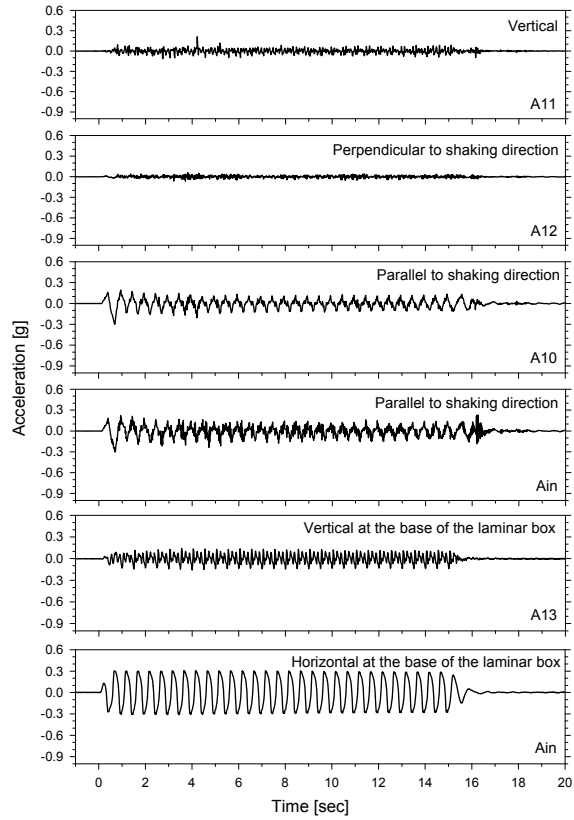 0.6
Vertical
0.3
0.0
-0.3
-0.6
-0.9
A11
0.6
Perpendicular to shaking direction
0.3
0.0
-0.3
-0.6
-0.9
A12
0.6
Parallel to shaking direction
0.3
0.0
-0.3
-0.6
-0.9
A10
Acceleration [g]
0.6
Parallel to shaking direction
0.3
0.0
-0.3
-0.6
-0.9
Ain
0.6
Vertical at the base of the laminar box
0.3
0.0
-0.3
-0.6
-0.9
A13
0.6
Horizontal at the base of the laminar box
0.3
0.0
-0.3
-0.6
-0.9
Ain
0 2 4 6 8 10 12 14 16 18 20
Time [sec]